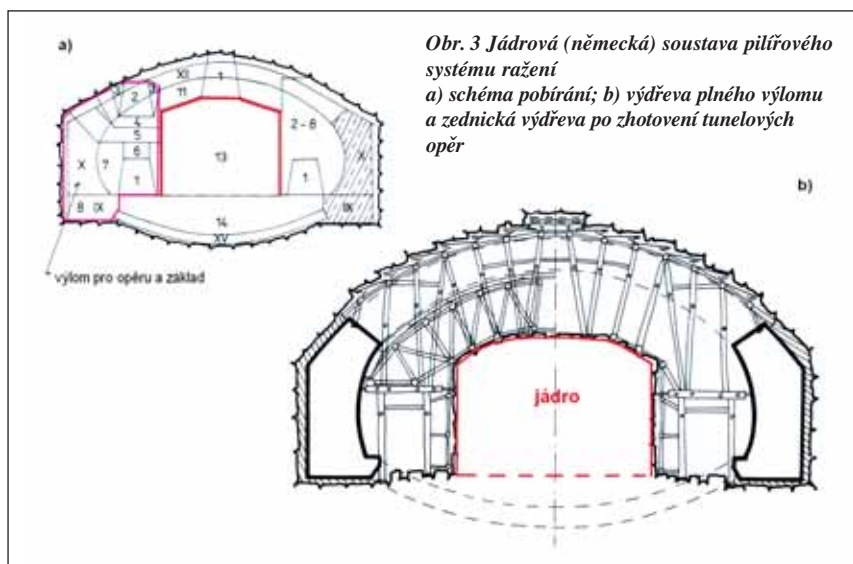 a)
Obr. 3 Jádrová (německá) soustava pilířového
systému ražení
a) schéma pobírání; b) výdřeva plného výlomu
a zednická výdřeva po zhotovení tunelových
opěr
XII
1
11
2
3
3
4
5
6
7
X
1
8
IX
13
2 - 6
1
X
IX
14
XV
výlom pro opěru a základ
b)
jádro